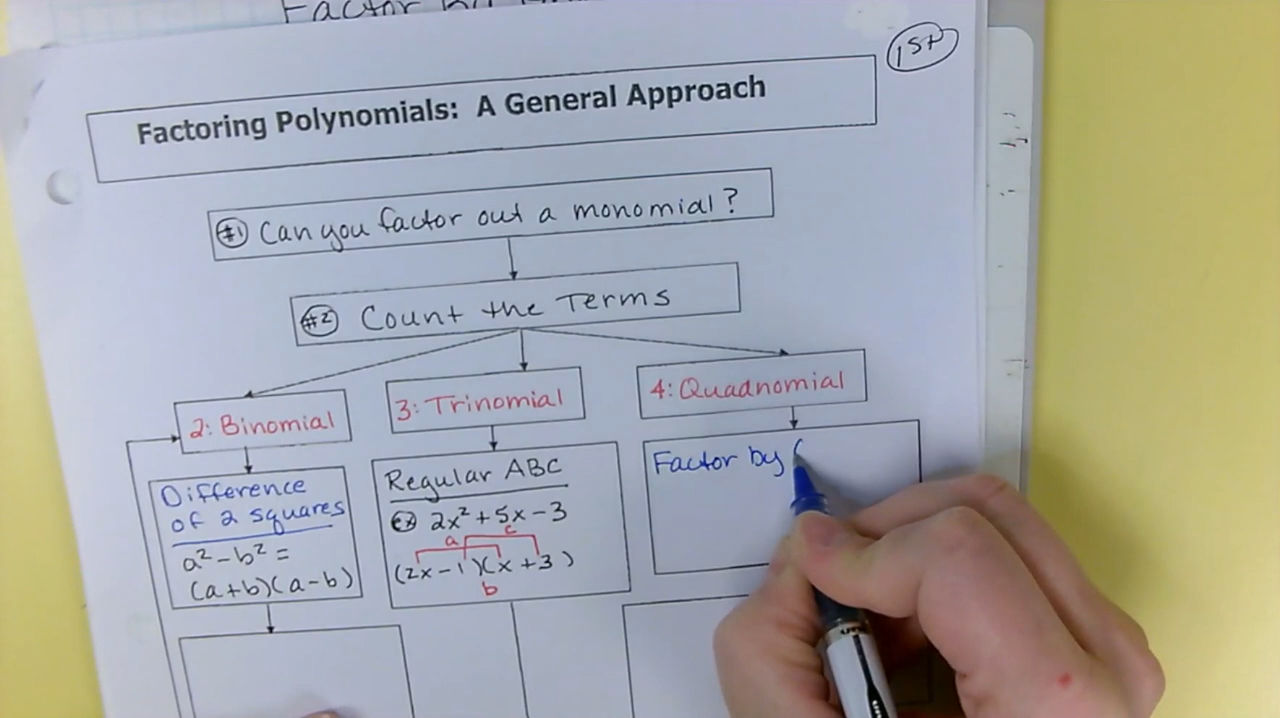 Factor by
1st
Factoring Polynomials: A General Approach
#1 Can you factor out a monomial?
#2 Count the Terms
2: Binomial
3: Trinomial
4: Quadnomial
Difference
of 2 squares
a² - b² =
(a+b)(a-b)
Regular ABC
Ex 2x² + 5x - 3
a c
(2x - 1)(x + 3)
b
Factor by